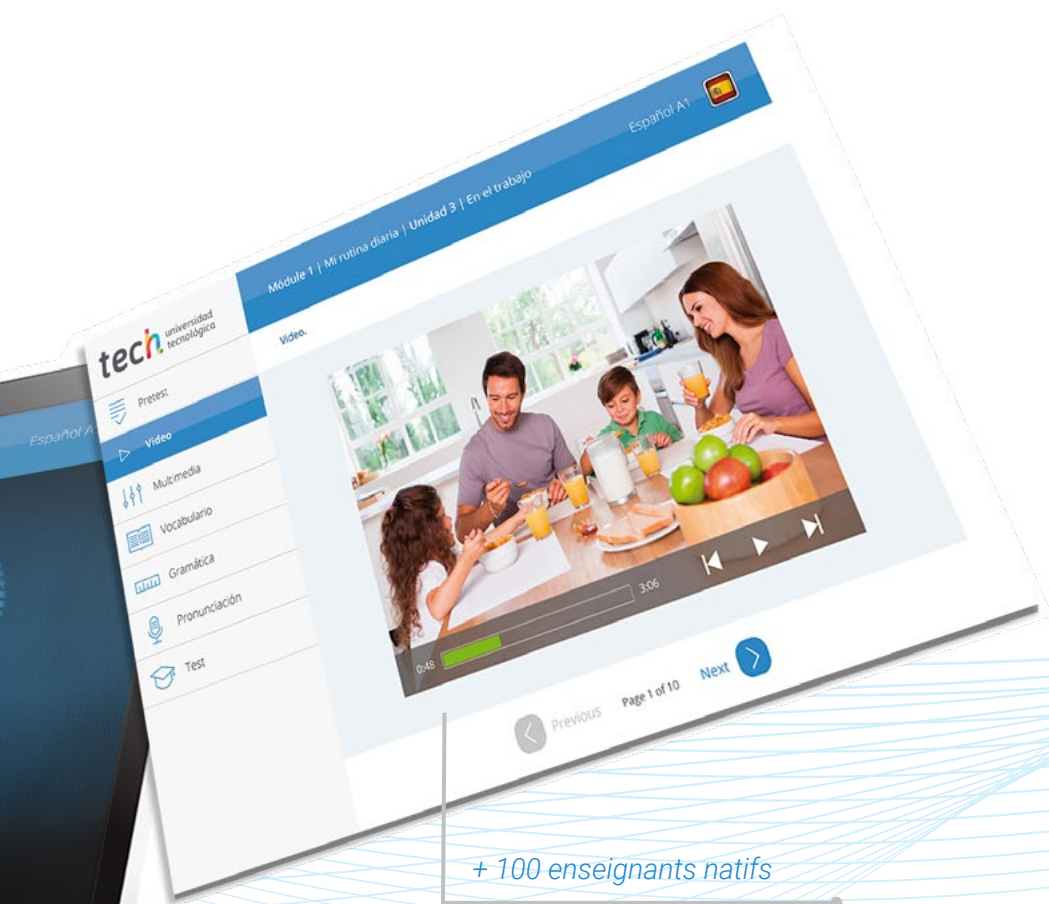 Español A1
Módule 1 | Mi rutina diaria | Unidad 3 | En el trabajo
tech universidad
tecnológica
Video.
Pretest
Video
Multimedia
Vocabulario
Gramática
Pronunciación
Test
0:48
3:06
Previous
Page 1 of 10
Next
Español A
+ 100 enseignants natifs